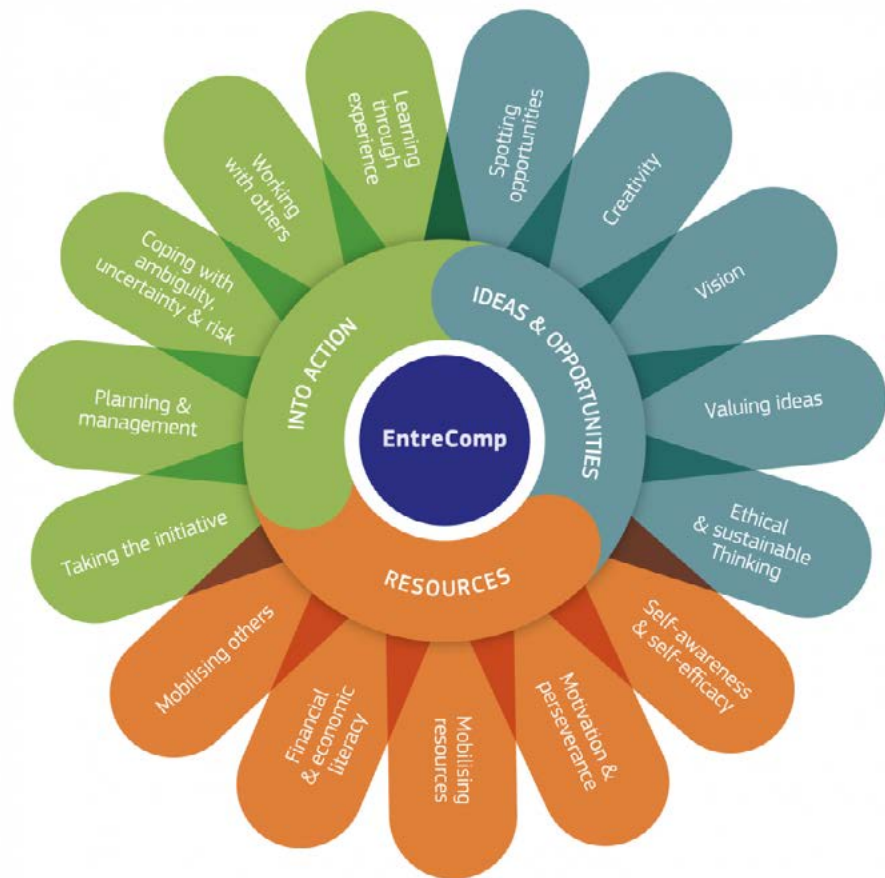 EntreComp
IDEAS & OPPORTUNITIES
Spotting
opportunities
Creativity
Vision
Valuing ideas
Ethical
& sustainable
Thinking
RESOURCES
Self-awareness
& self-efficacy
Motivation &
perseverance
Mobilising
resources
Financial
& economic
literacy
Mobilising others
INTO ACTION
Taking the initiative
Planning &
management
Coping with
ambiguity,
uncertainty & risk
Working
with others
Learning
through
experience